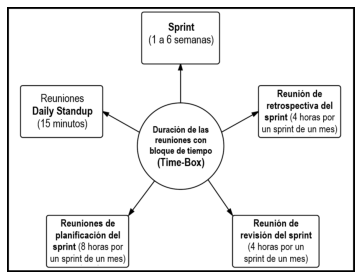 Sprint
(1 a 6 semanas)
Reuniones
Daily Standup
(15 minutos)
Reunión de
retrospectiva del
sprint (4 horas por
un sprint de un mes)
Duración de las
reuniones con
bloque de tiempo
(Time-Box)
Reuniones de
planificación del
sprint (8 horas por
un sprint de un mes)
Reunión de
revisión del sprint
(4 horas por un
sprint de un mes)